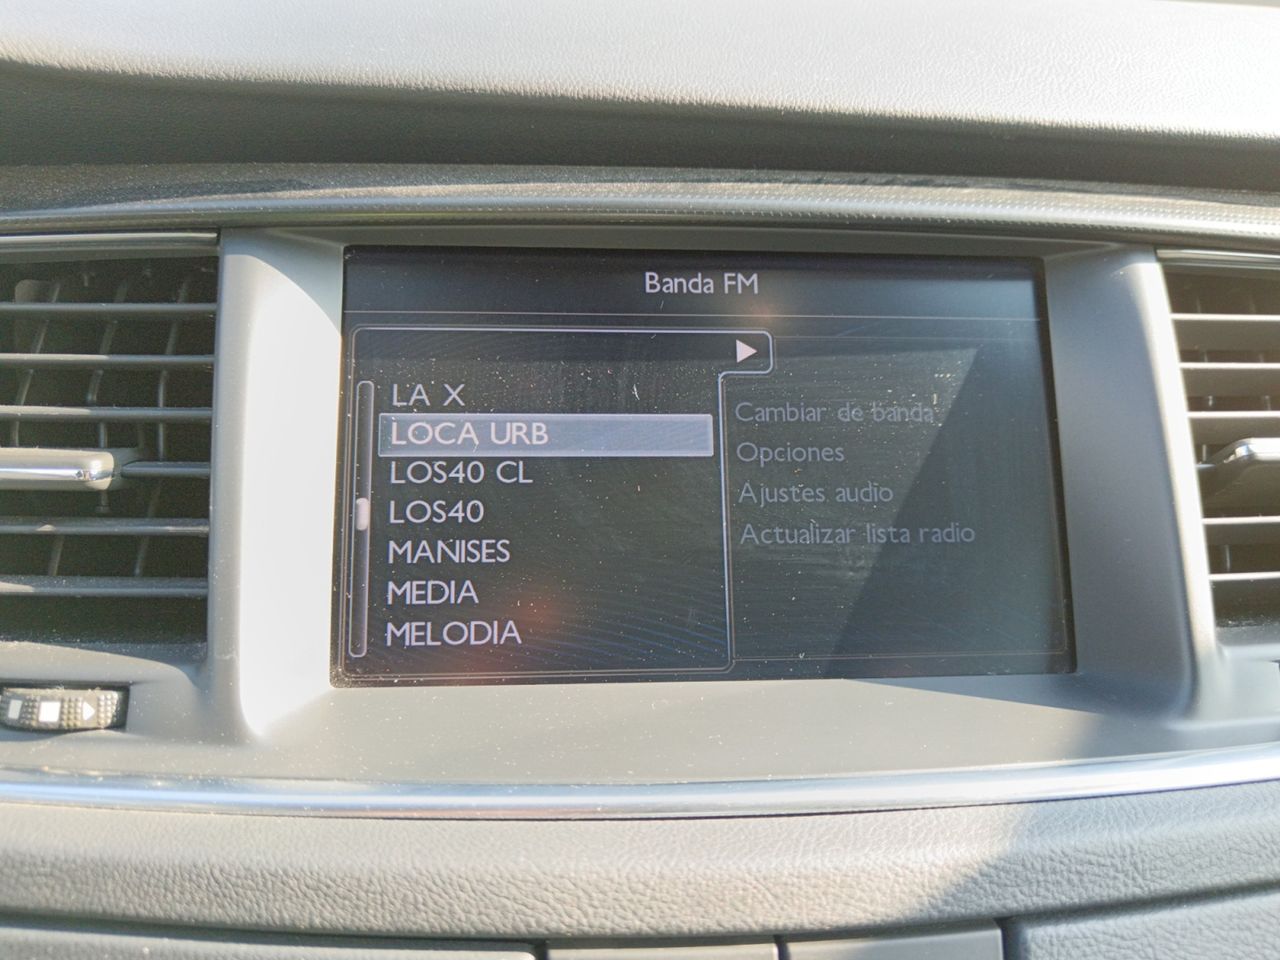 Banda FM
LA X
LOCA URB
LOS40 CL
LOS40
MANISES
MEDIA
MELODIA
Cambiar de banda
Opciones
Ajustes audio
Actualizar lista radio